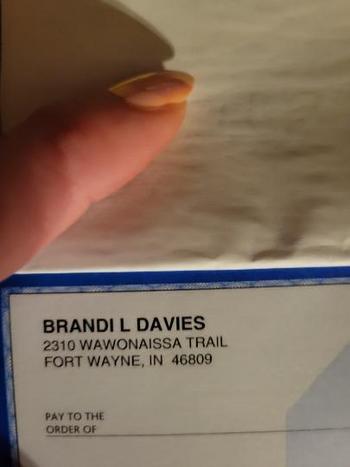 BRANDI L DAVIES
2310 WAWONAISSA TRAIL
FORT WAYNE, IN 46809
PAY TO THE
ORDER OF